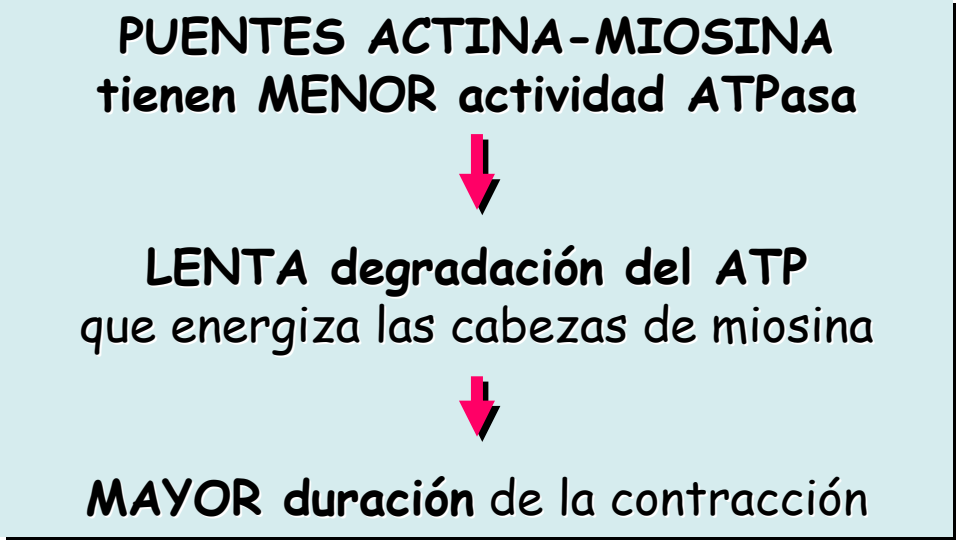 PUENTES ACTINA-MIOSINA
tienen MENOR actividad ATPasa
LENTA degradación del ATP
que energiza las cabezas de miosina
MAYOR duración de la contracción